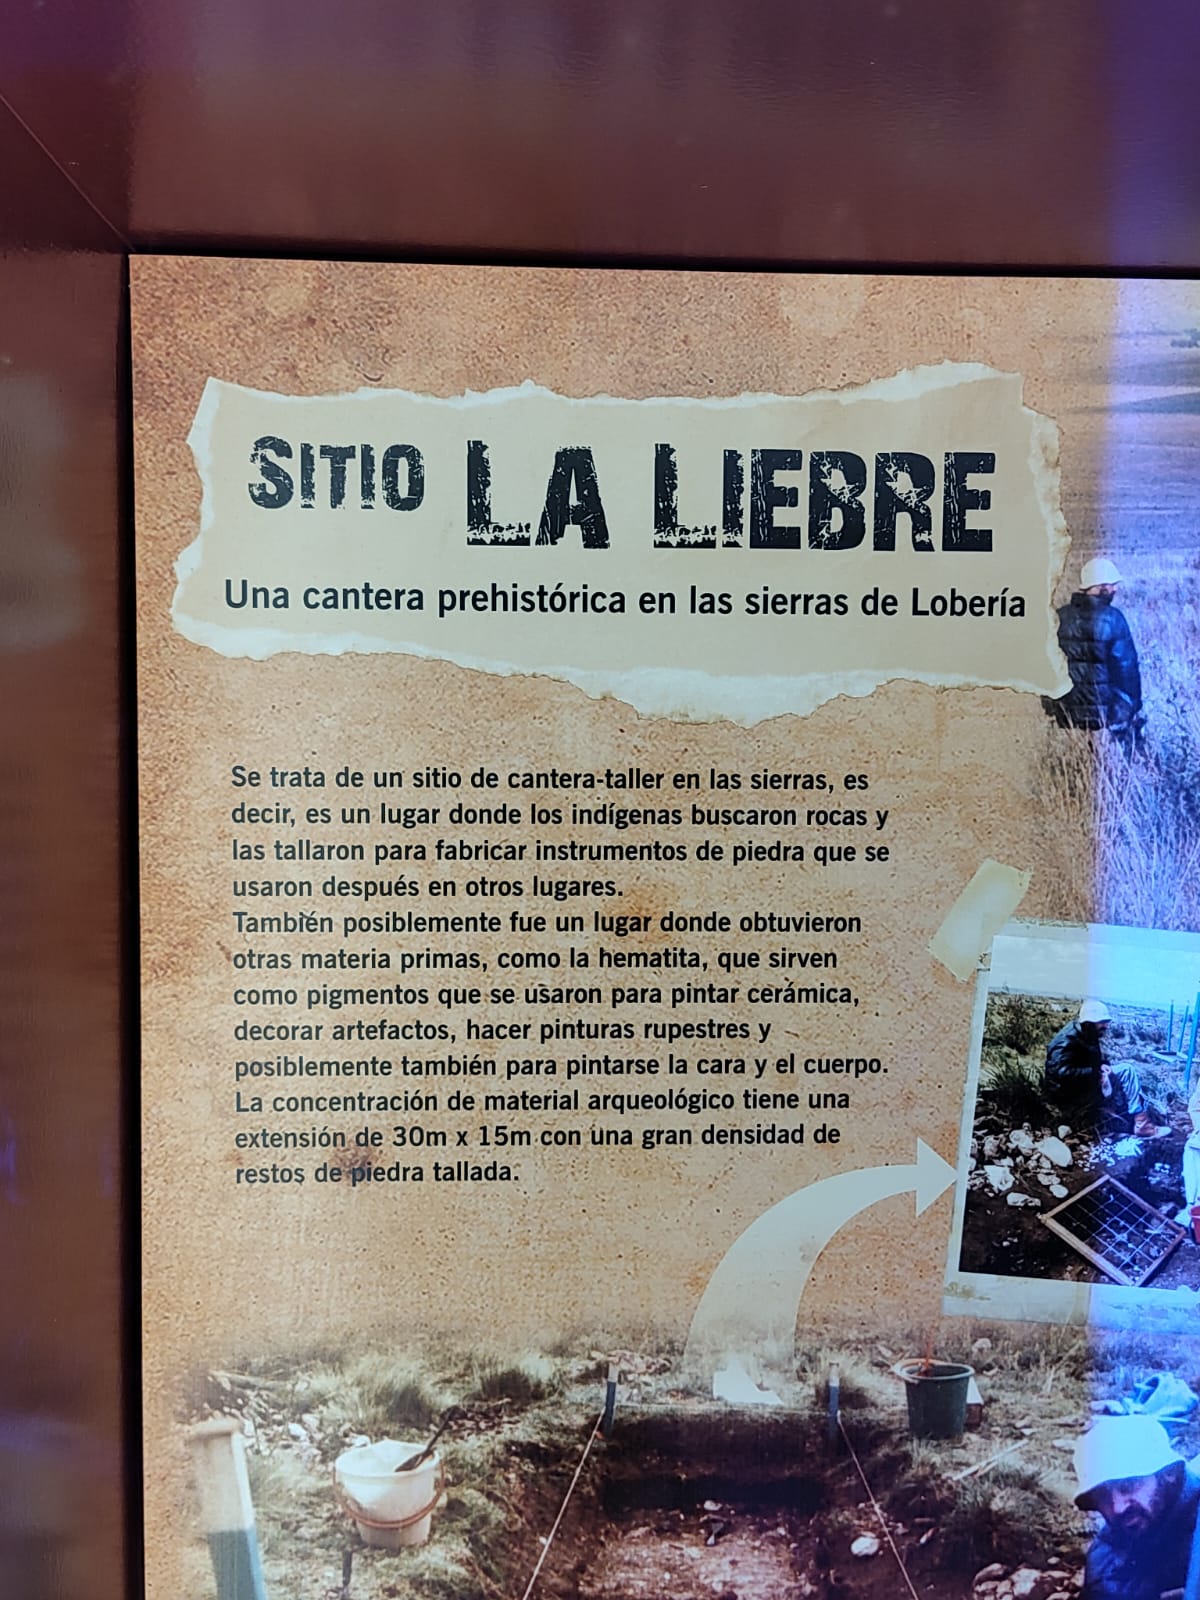 SITIO LA LIEBRE
Una cantera prehistórica en las sierras de Lobería
Se trata de un sitio de cantera-taller en las sierras, es
decir, es un lugar donde los indígenas buscaron rocas y
las tallaron para fabricar instrumentos de piedra que se
usaron después en otros lugares.
También posiblemente fue un lugar donde obtuvieron
otras materia primas, como la hematita, que sirven
como pigmentos que se usaron para pintar cerámica,
decorar artefactos, hacer pinturas rupestres y
posiblemente también para pintarse la cara y el cuerpo.
La concentración de material arqueológico tiene una
extensión de 30m x 15m con una gran densidad de
restos de piedra tallada.